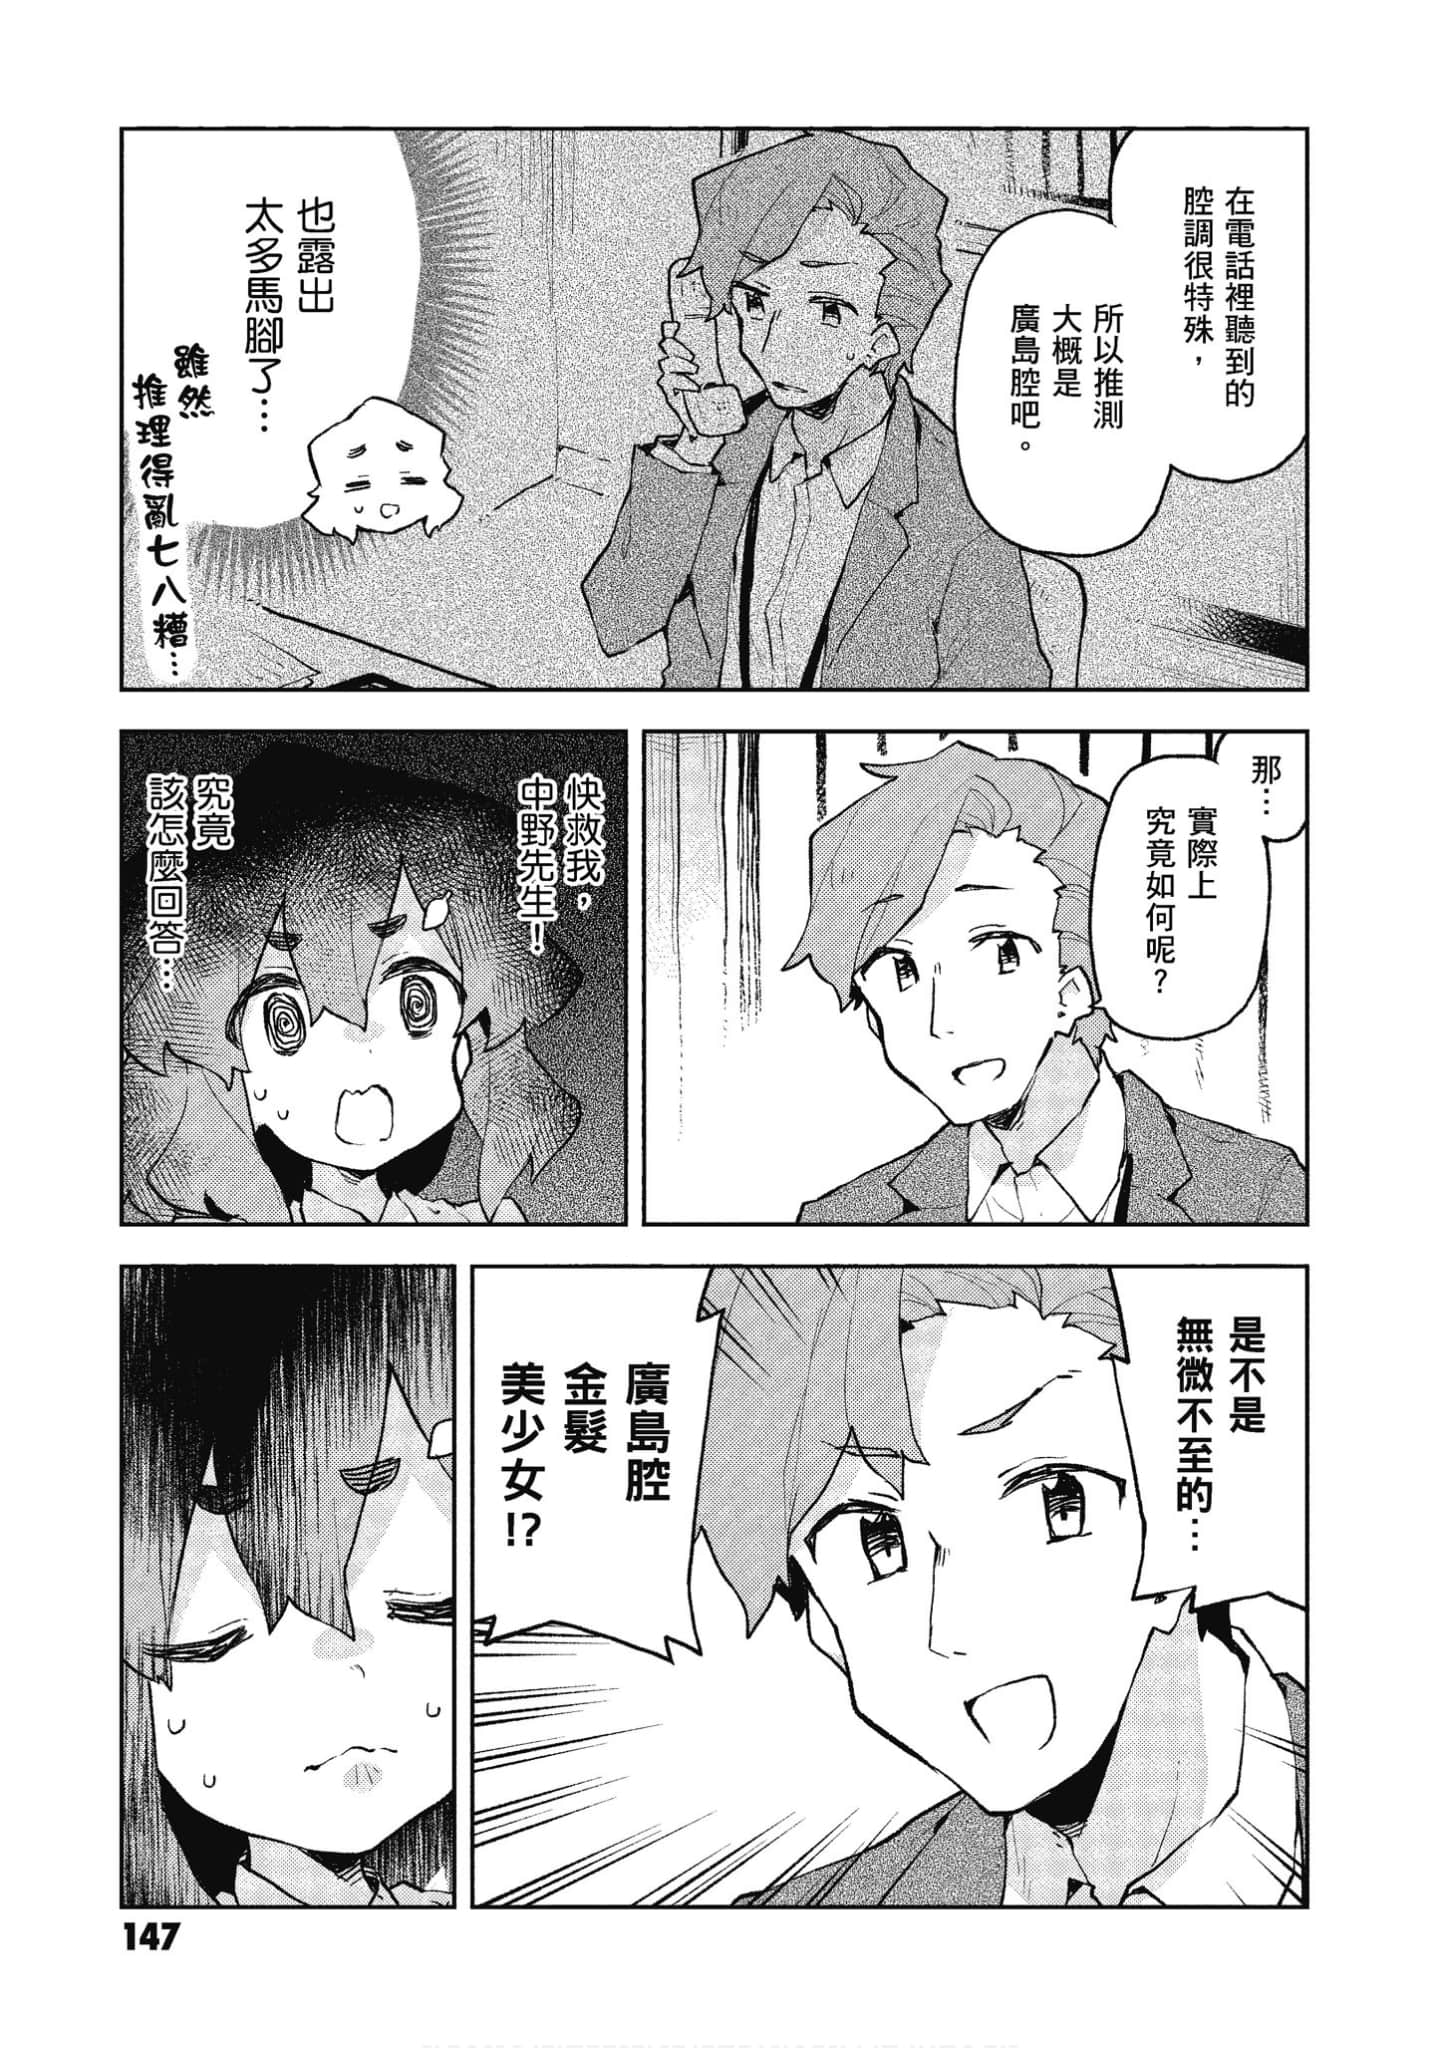 在電話裡聽到的
腔調很特殊，
所以推測
大概是
廣島腔吧。
也露出
太多馬腳了…
雖然
推理得亂七八糟…
那…
實際上
究竟如何呢？
快救我，
中野先生！
究竟
該怎麼回答…
是不是
無微不至的…
廣島腔
金髮
美少女!?
147